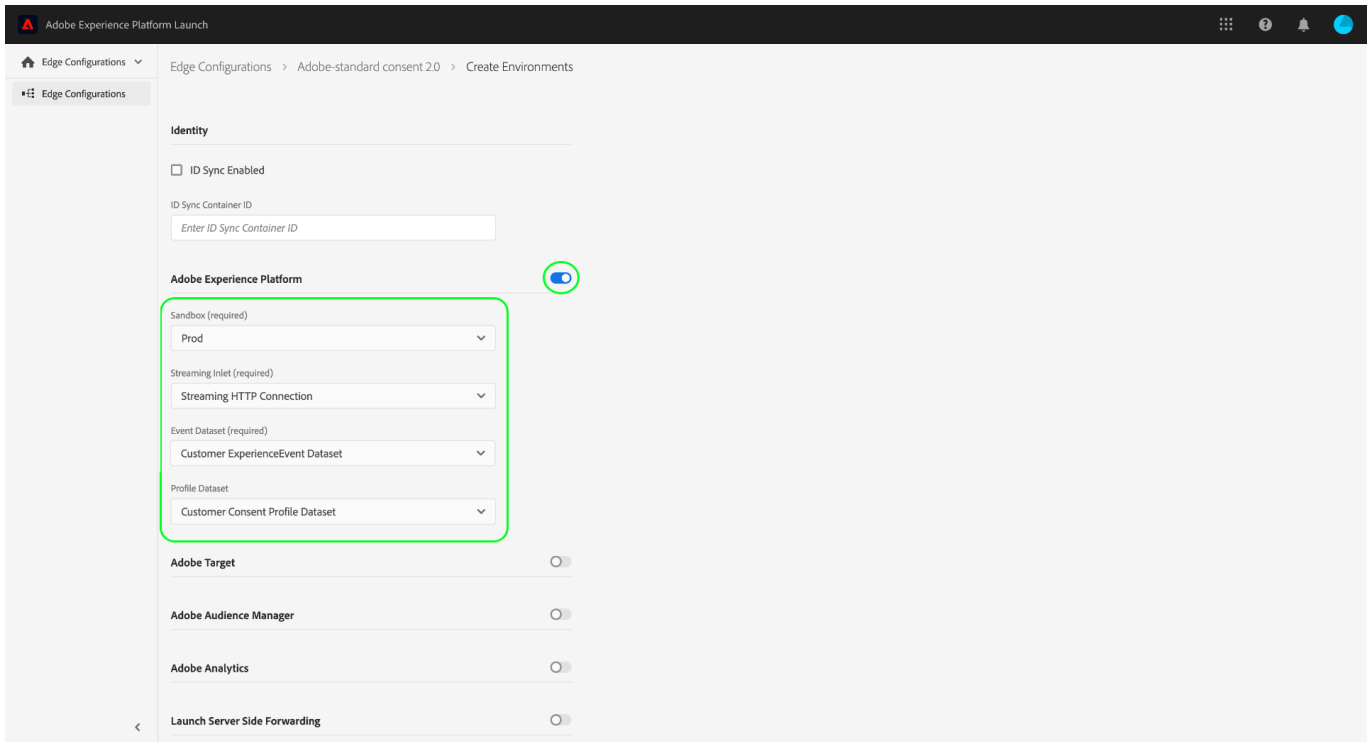 Adobe Experience Platform Launch
Edge Configurations
Edge Configurations
Edge Configurations > Adobe-standard consent 2.0 > Create Environments
Identity
ID Sync Enabled
ID Sync Container ID
Enter ID Sync Container ID
Adobe Experience Platform
Sandbox (required)
Prod
Streaming Inlet (required)
Streaming HTTP Connection
Event Dataset (required)
Customer ExperienceEvent Dataset
Profile Dataset
Customer Consent Profile Dataset
Adobe Target
Adobe Audience Manager
Adobe Analytics
Launch Server Side Forwarding